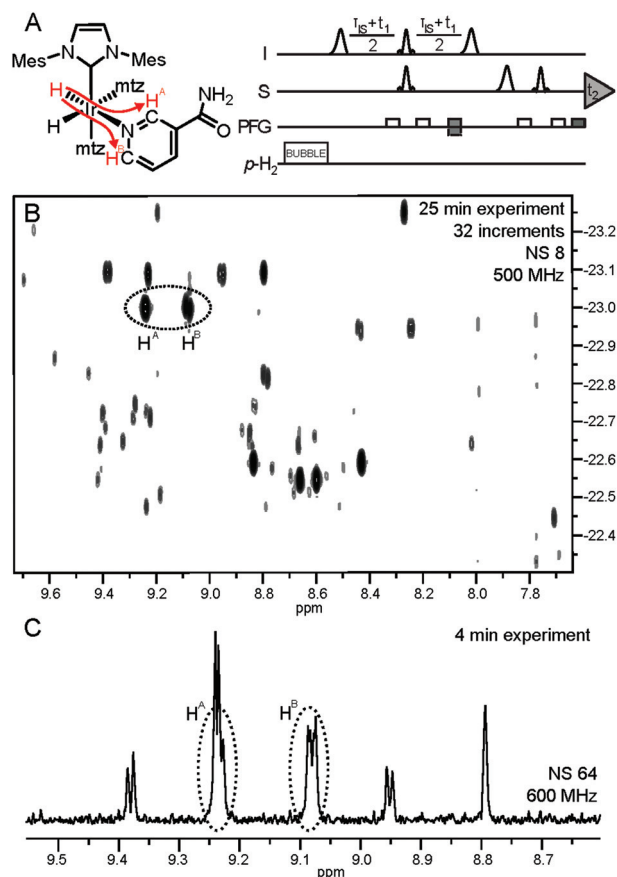 A
Mes
N
N
Mes
H
mtz
H^A
NH₂
Ir
H
N
O
mtz
H^B
τIS+t₁
2
τIS+t₁
2
I
S
t₂
PFG
p-H₂
BUBBLE
B
25 min experiment
32 increments
NS 8
500 MHz
H^A
H^B
-23.2
-23.1
-23.0
-22.9
-22.8
-22.7
-22.6
-22.5
-22.4
9.6 9.4 9.2 9.0 8.8 8.6 8.4 8.2 8.0 7.8
ppm
C
4 min experiment
H^A
H^B
NS 64
600 MHz
9.5 9.4 9.3 9.2 9.1 9.0 8.9 8.8 8.7
ppm